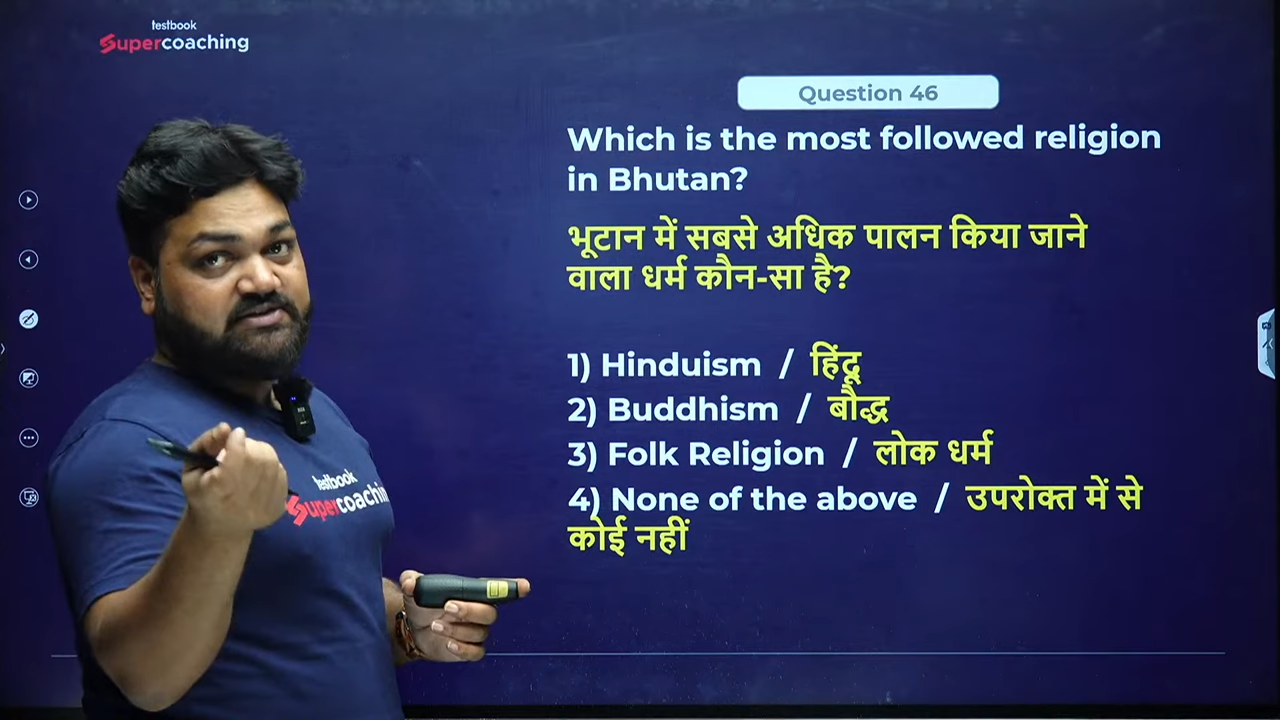 testbook
Supercoaching
Question 46
Which is the most followed religion
in Bhutan?
भूटान में सबसे अधिक पालन किया जाने
वाला धर्म कौन-सा है?
1) Hinduism / हिंदू
2) Buddhism / बौद्ध
3) Folk Religion / लोक धर्म
4) None of the above / उपरोक्त में से
कोई नहीं
testbook
Supercoachin